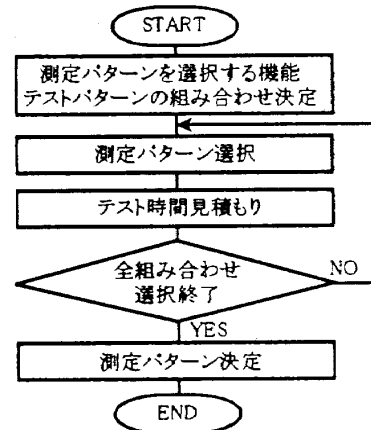 START
測定パターンを選択する機能
テストパターンの組み合わせ決定
測定パターン選択
テスト時間見積もり
全組み合わせ
選択終了
NO
YES
測定パターン決定
END